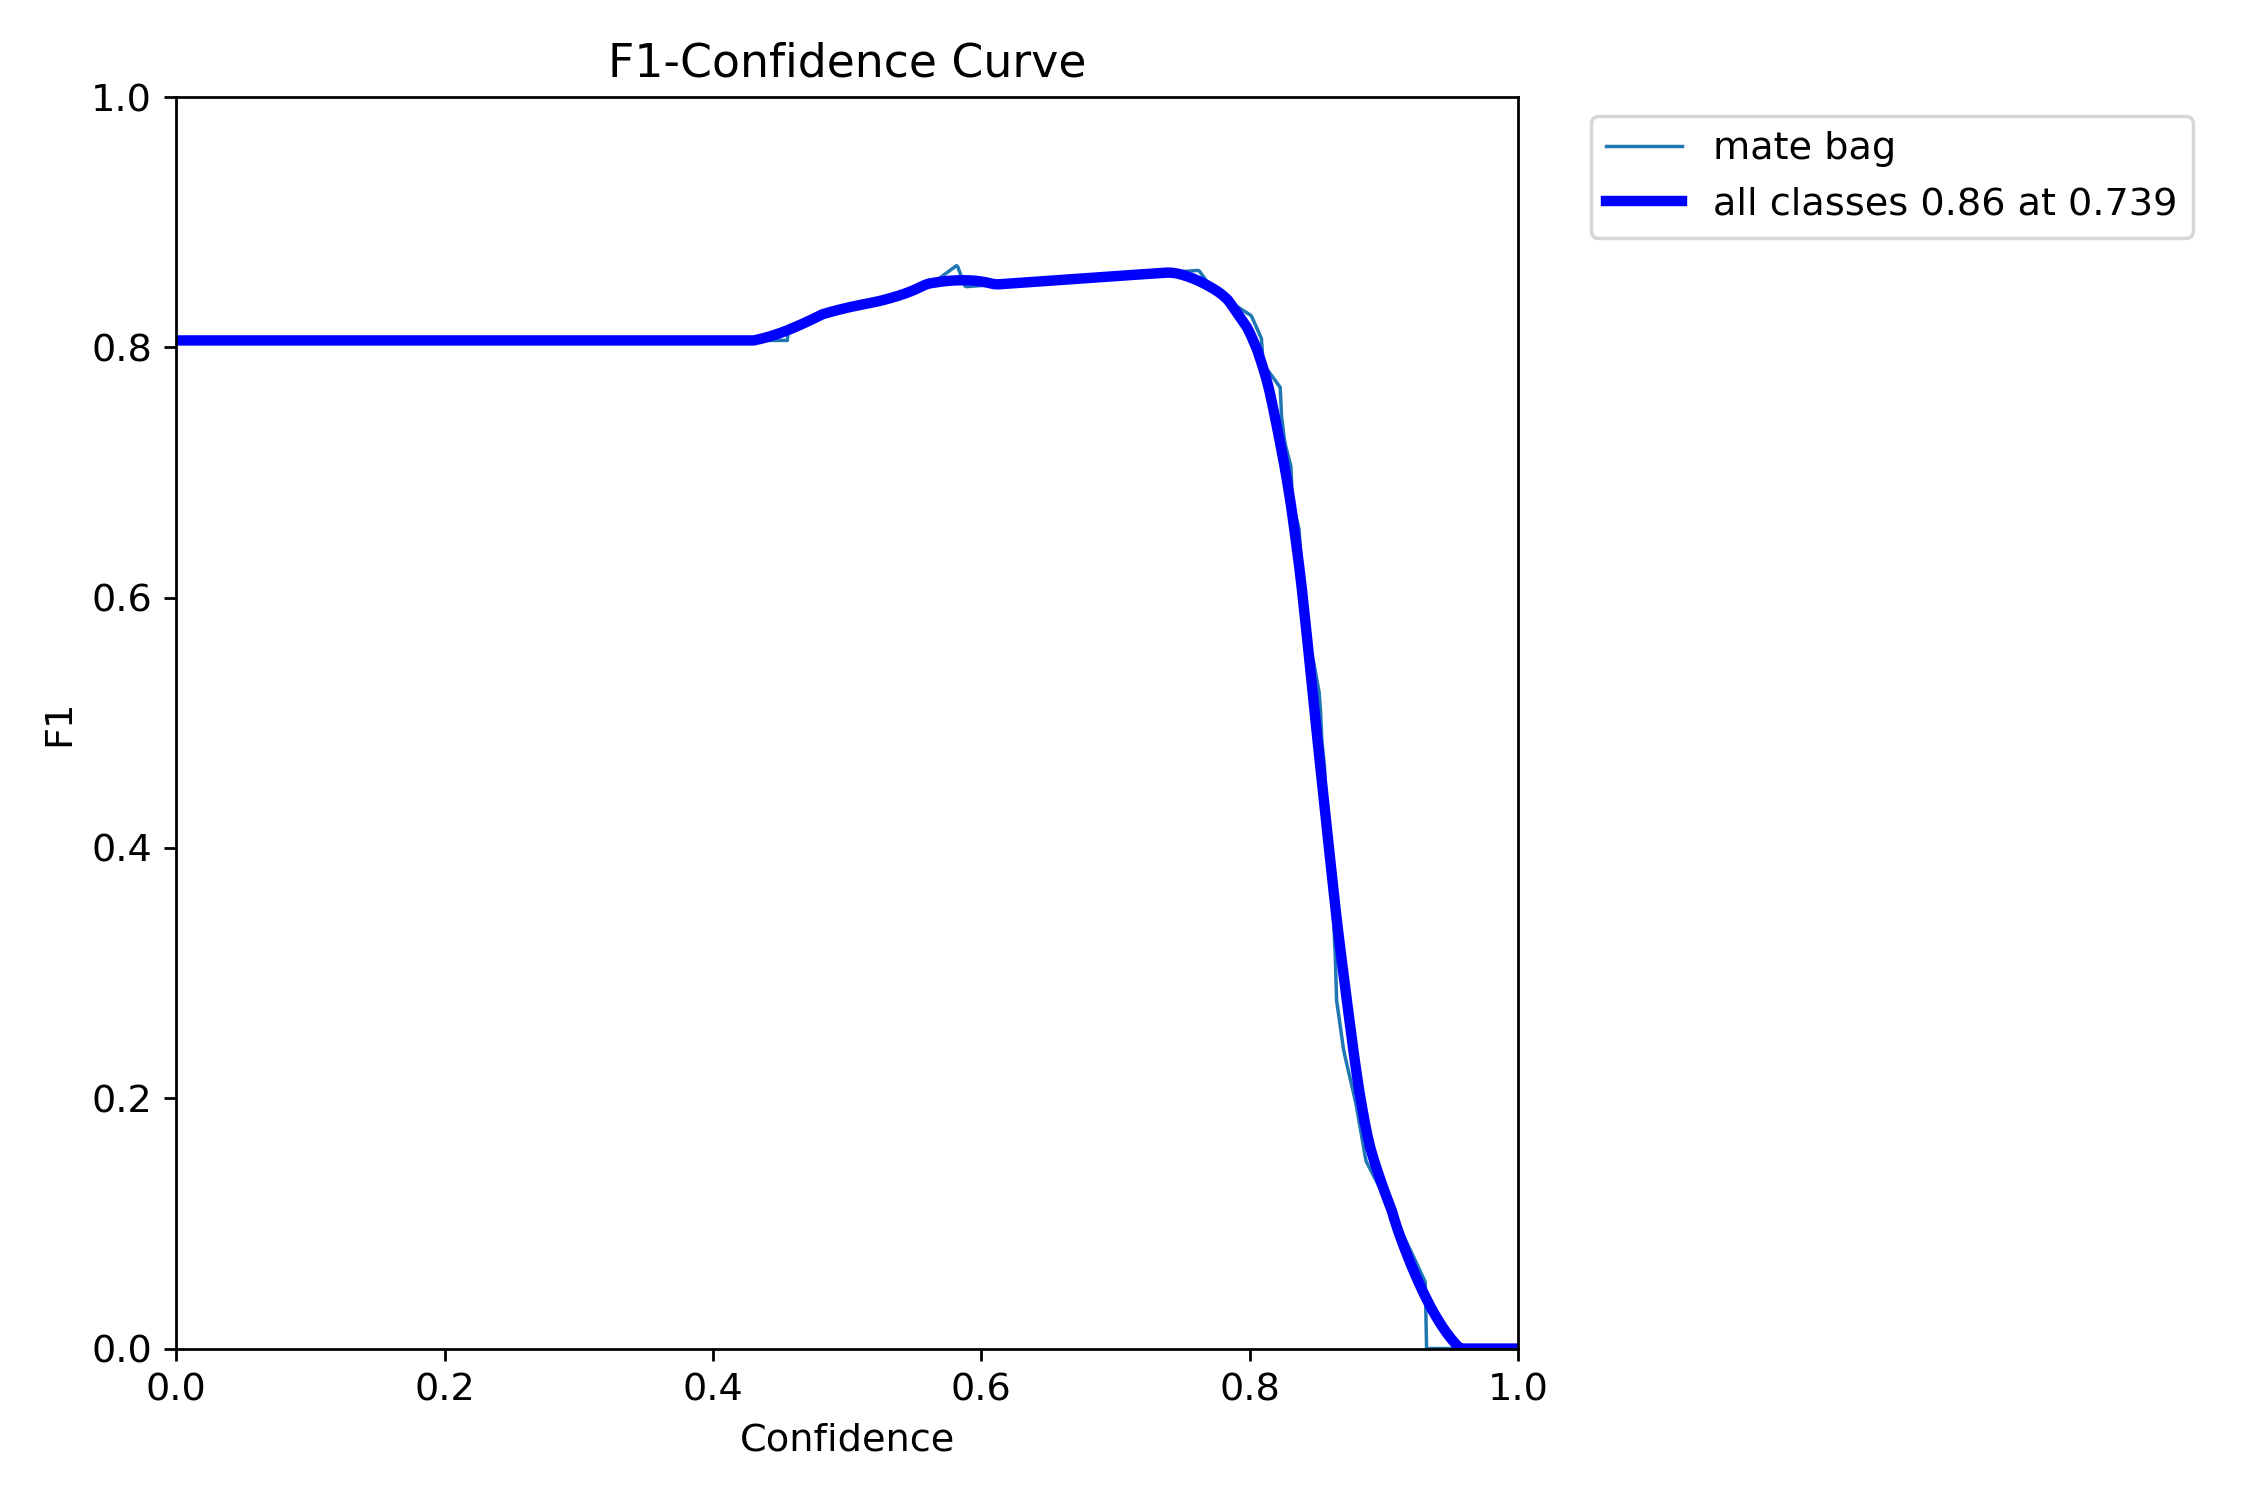 F1-Confidence Curve
1.0
0.8
0.6
0.4
0.2
0.0
F1
0.0 0.2 0.4 0.6 0.8 1.0
Confidence
mate bag
all classes 0.86 at 0.739